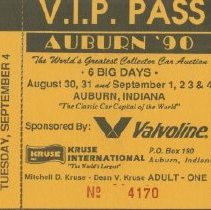 V.I.P. PASS
AUBURN '90
The World's Greatest Collector Car Auction
• 6 BIG DAYS •
August 30, 31 and September 1, 2, 3 & 4
AUBURN, INDIANA
"The Classic Car Capital of the World"
Sponsored By: Valvoline
KRUSE
KRUSE
INTERNATIONAL
"The World's Largest"
P.O. Box 190
Auburn, Indiana
Mitchell D. Kruse - Dean V. Kruse ADULT - ONE
No 4170
TUESDAY, SEPTEMBER 4